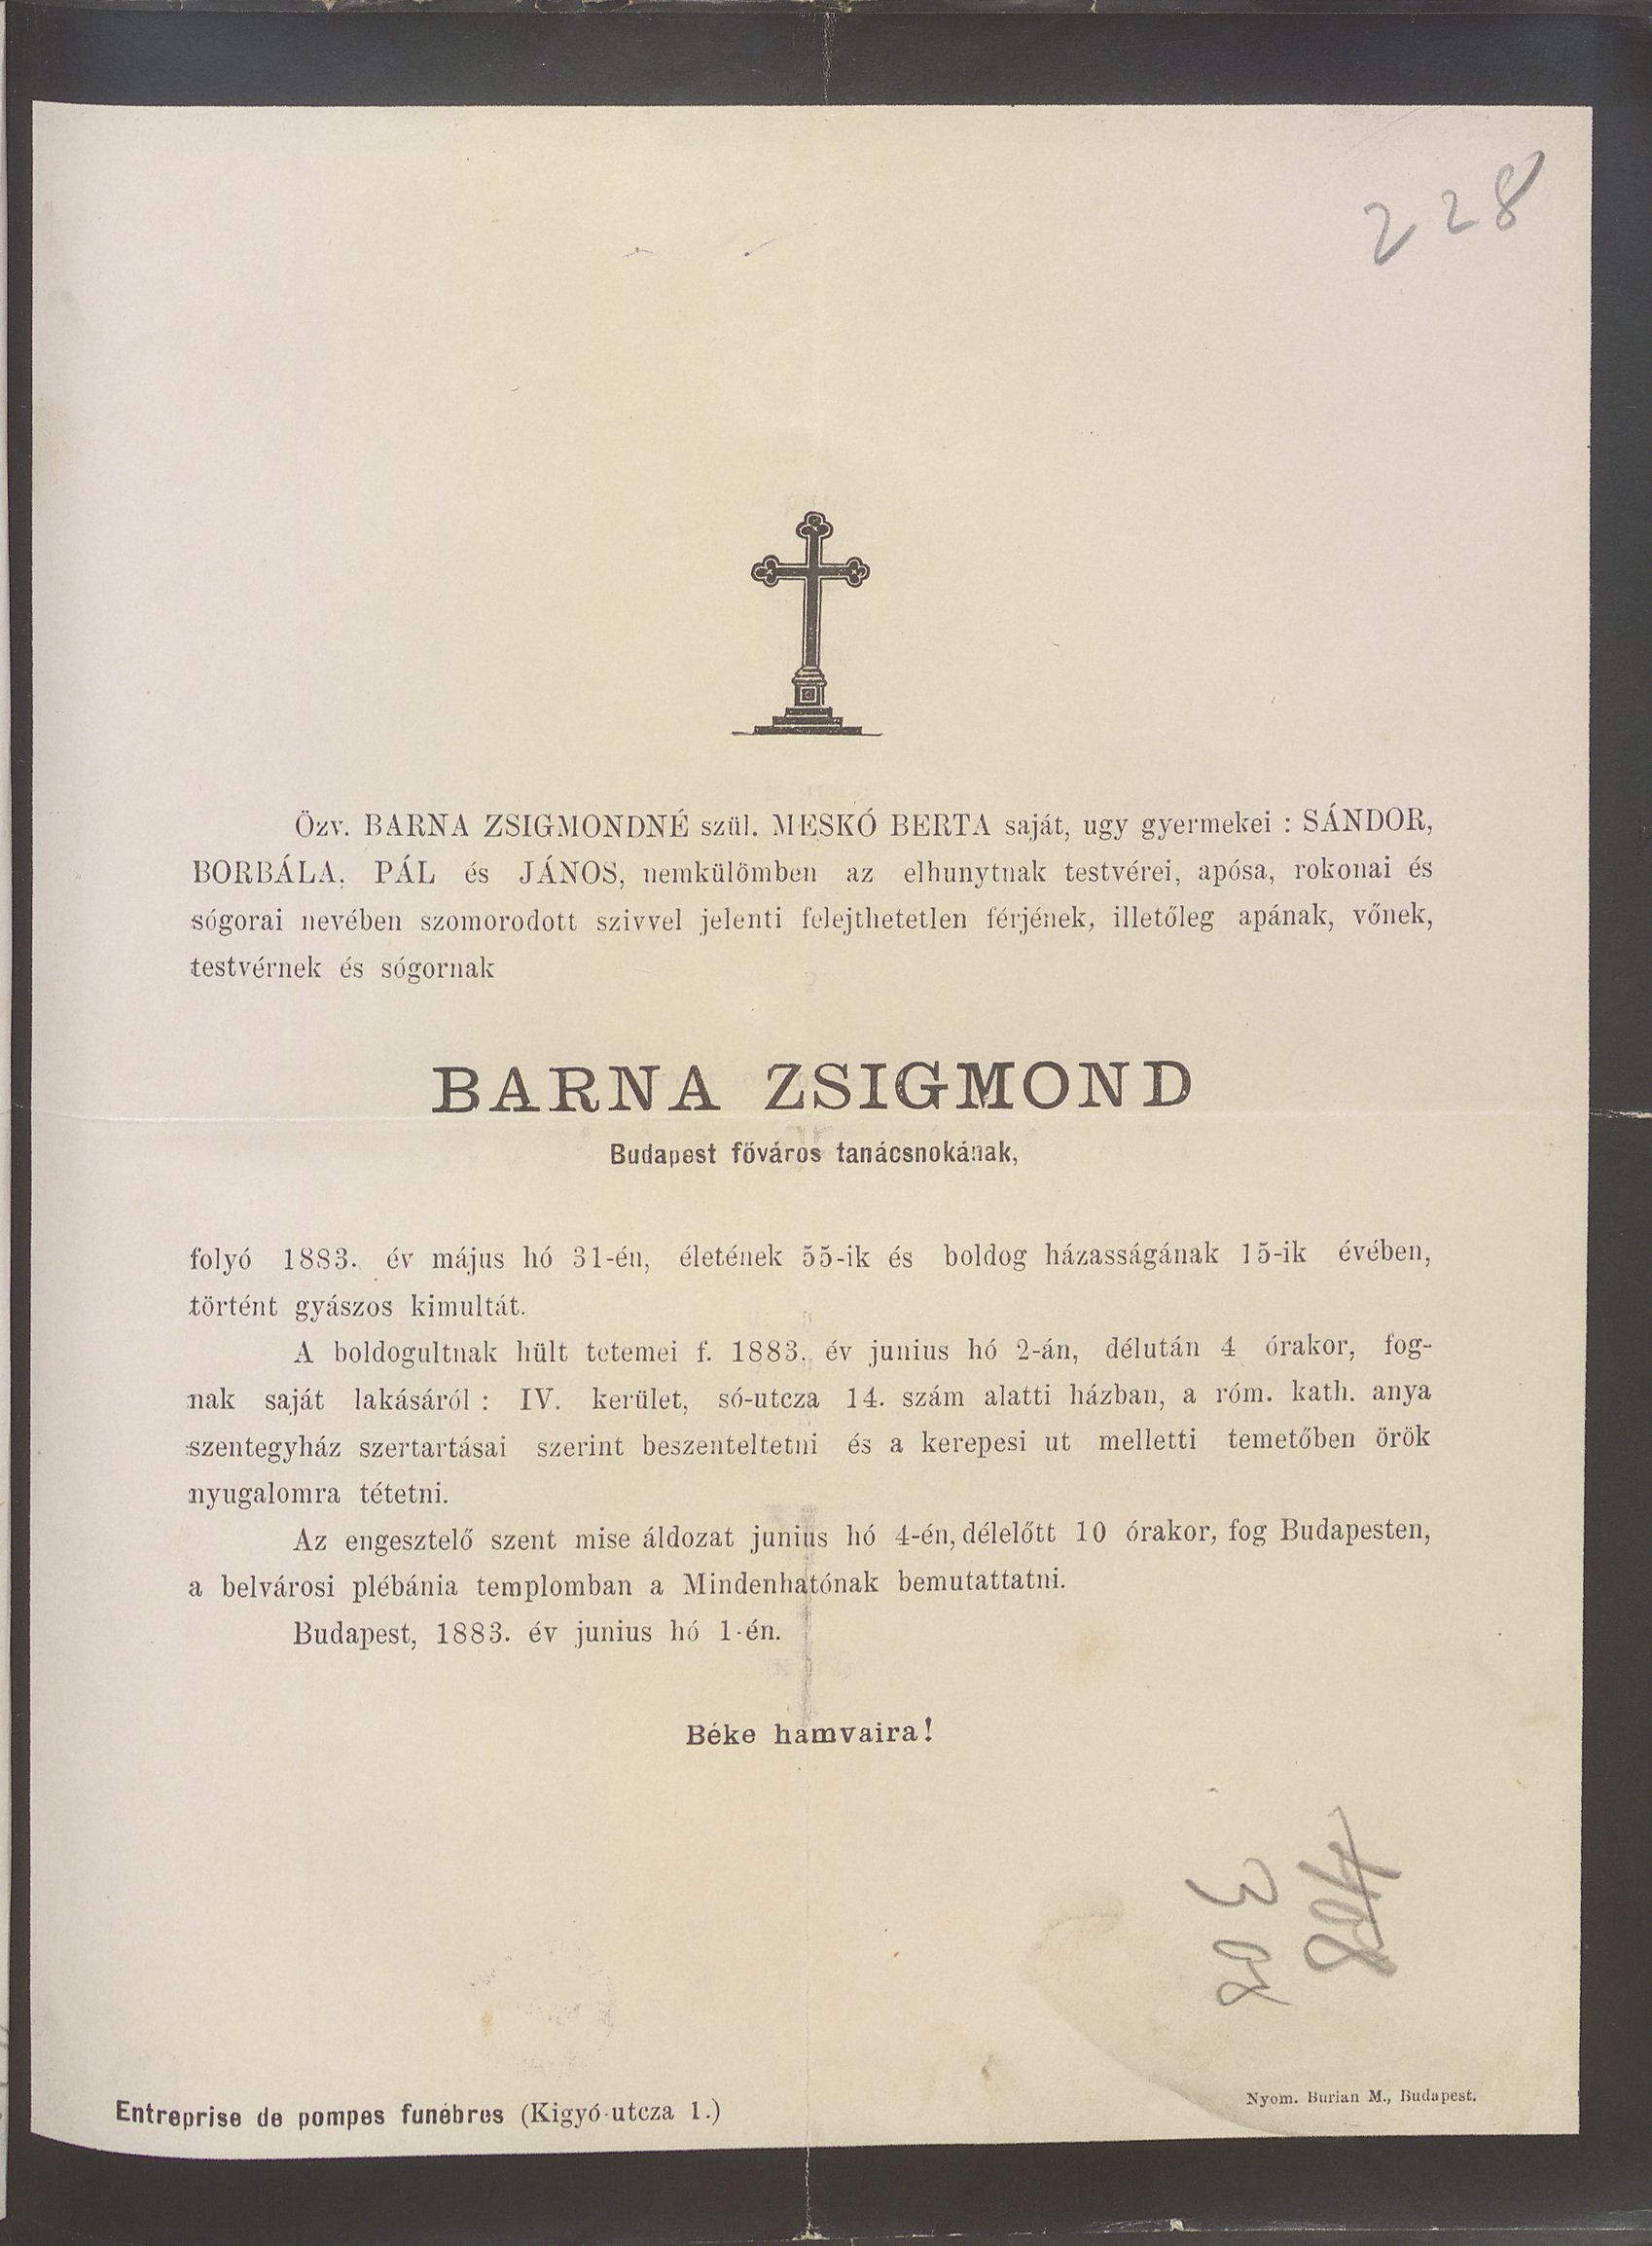 228
Özv. BARNA ZSIGMONDNÉ szül. MESKÓ BERTA saját, ugy gyermekei : SÁNDOR,
BORBÁLA, PÁL és JÁNOS, nemkülömben az elhunytnak testvérei, apósa, rokonai és
sógorai nevében szomorodott szivvel jelenti felejthetetlen férjének, illetőleg apának, vőnek,
testvérnek és sógornak
BARNA ZSIGMOND
Budapest főváros tanácsnokának,
folyó 1883. év május hó 31-én, életének 55-ik és boldog házasságának 15-ik évében,
történt gyászos kimultát.
A boldogultnak hült tetemei f. 1883. év junius hó 2-án, délután 4 órakor, fog-
nak saját lakásáról : IV. kerület, só-utcza 14. szám alatti házban, a róm. kath. anya
szentegyház szertartásai szerint beszenteltetni és a kerepesi ut melletti temetőben örök
nyugalomra tétetni.
Az engesztelő szent mise áldozat junius hó 4-én, délelőtt 10 órakor, fog Budapesten,
a belvárosi plébánia templomban a Mindenhatónak bemutattatni.
Budapest, 1883. év junius hó 1-én.
Béke hamvaira!
Entreprise de pompes funèbres (Kigyó-utcza 1.)
Nyom. Burian M., Budapest.